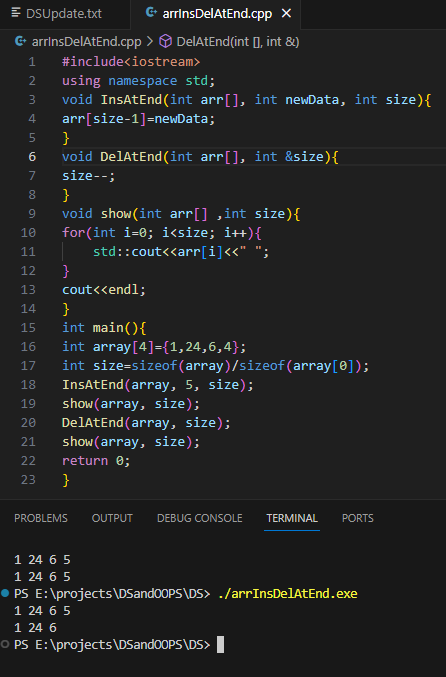 DSUpdate.txt arrInsDelAtEnd.cpp
arrInsDelAtEnd.cpp > DelAtEnd(int [], int &)
1 #include<iostream>
2 using namespace std;
3 void InsAtEnd(int arr[], int newData, int size){
4 arr[size-1]=newData;
5 }
6 void DelAtEnd(int arr[], int &size){
7 size--;
8 }
9 void show(int arr[] ,int size){
10 for(int i=0; i<size; i++){
11     std::cout<<arr[i]<<" ";
12 }
13 cout<<endl;
14 }
15 int main(){
16 int array[4]={1,24,6,4};
17 int size=sizeof(array)/sizeof(array[0]);
18 InsAtEnd(array, 5, size);
19 show(array, size);
20 DelAtEnd(array, size);
21 show(array, size);
22 return 0;
23 }
PROBLEMS OUTPUT DEBUG CONSOLE TERMINAL PORTS
1 24 6 5
1 24 6 5
PS E:\projects\DSandOOPS\DS> ./arrInsDelAtEnd.exe
1 24 6 5
1 24 6
PS E:\projects\DSandOOPS\DS>